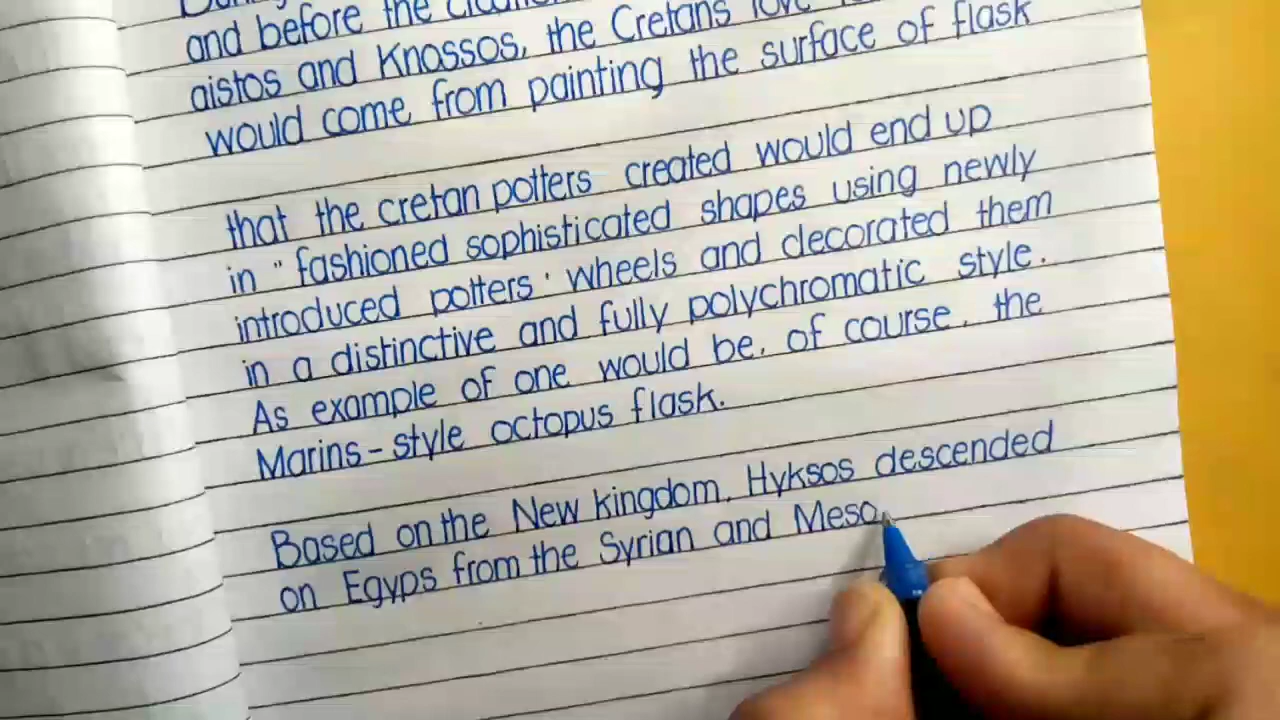 and before the
aistos and Knossos, the Cretans love
would come from painting the surface of flask
that the cretan potters created would end up
in " fashioned sophisticated shapes using newly
introduced potters ' wheels and decorated them
in a distinctive and fully polychromatic style.
As example of one would be, of course, the
Marins-style octopus flask.
Based on the New kingdom, Hyksos descended
on Egyps from the Syrian and Meso